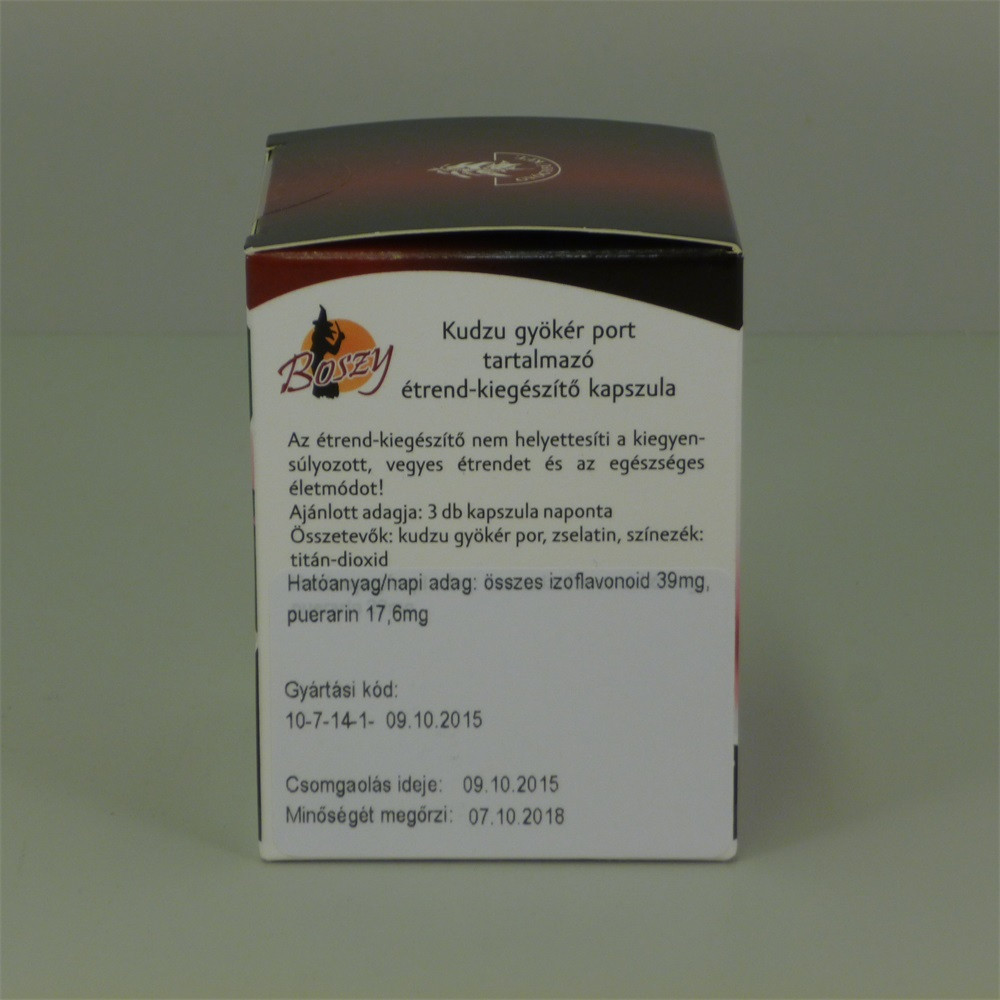 BOSZY
Kudzu gyökér port
tartalmazó
étrend-kiegészítő kapszula
Az étrend-kiegészítő nem helyettesíti a kiegyen-
súlyozott, vegyes étrendet és az egészséges
életmódot!
Ajánlott adagja: 3 db kapszula naponta
Összetevők: kudzu gyökér por, zselatin, színezék:
titán-dioxid
Hatóanyag/napi adag: összes izoflavonoid 39mg,
puerarin 17,6mg
Gyártási kód:
10-7-14-1- 09.10.2015
Csomgaolás ideje: 09.10.2015
Minőségét megőrzi: 07.10.2018